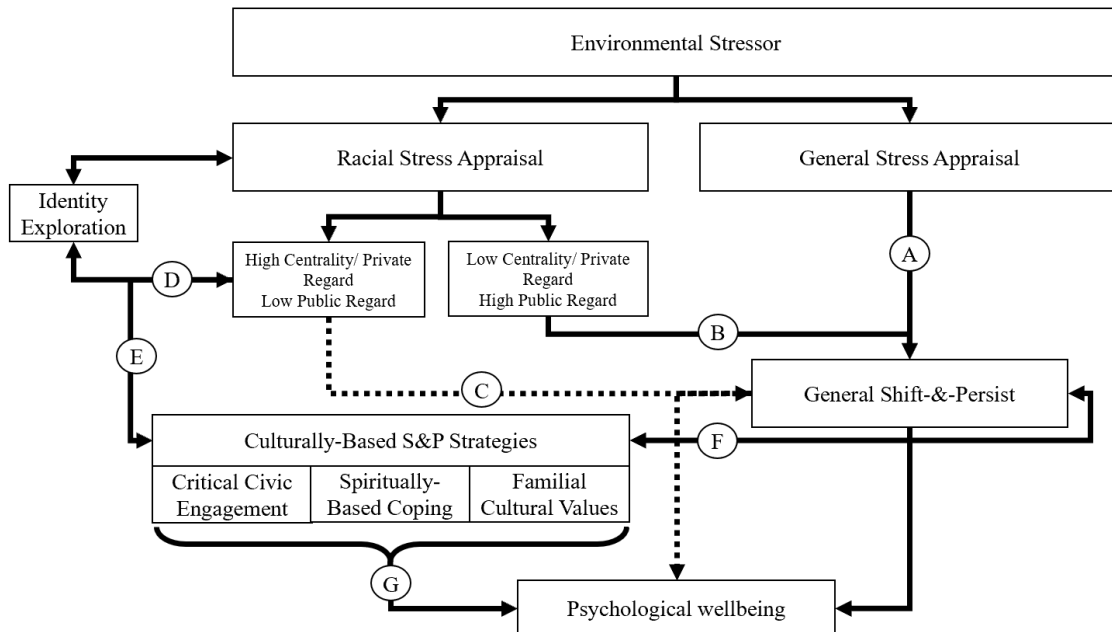 Environmental Stressor
Racial Stress Appraisal
General Stress Appraisal
Identity
Exploration
High Centrality/ Private
Regard
Low Public Regard
Low Centrality/ Private
Regard
High Public Regard
A
D
B
E
C
General Shift-&-Persist
Culturally-Based S&P Strategies
F
Critical Civic
Engagement
Spiritually-
Based Coping
Familial
Cultural Values
G
Psychological wellbeing